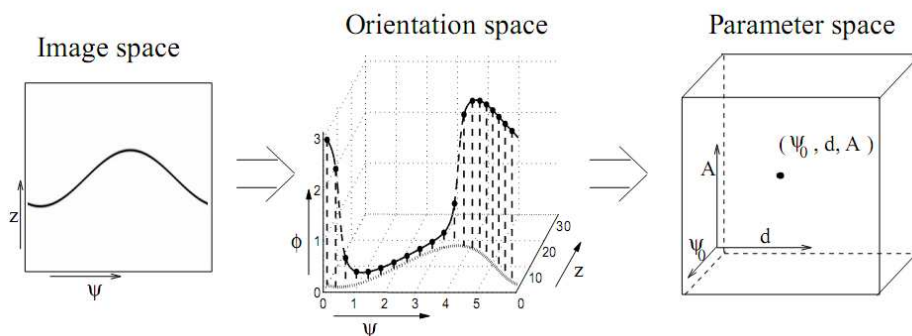 Image space
Orientation space
Parameter space
z
ψ
3
2
1
0
ϕ
0 1 2 3 4 5 0
ψ
10
20
30
z
(ψ0, d, A)
A
d
ψ0